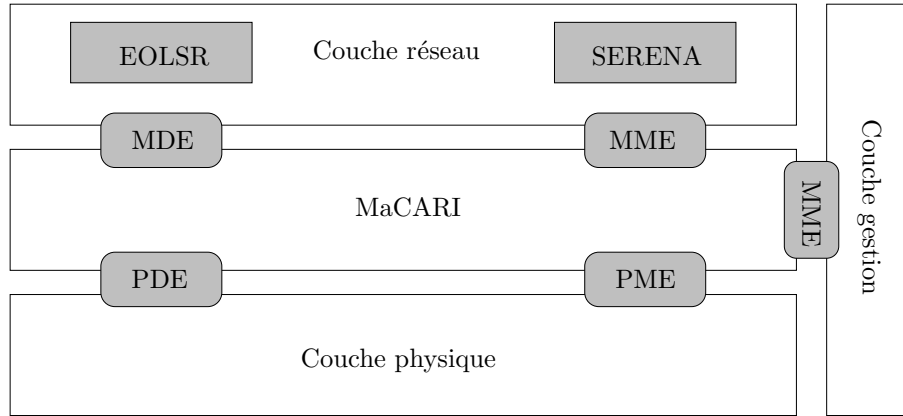 EOLSR
Couche réseau
SERENA
MDE
MME
MaCARI
MME
PDE
PME
Couche physique
Couche gestion